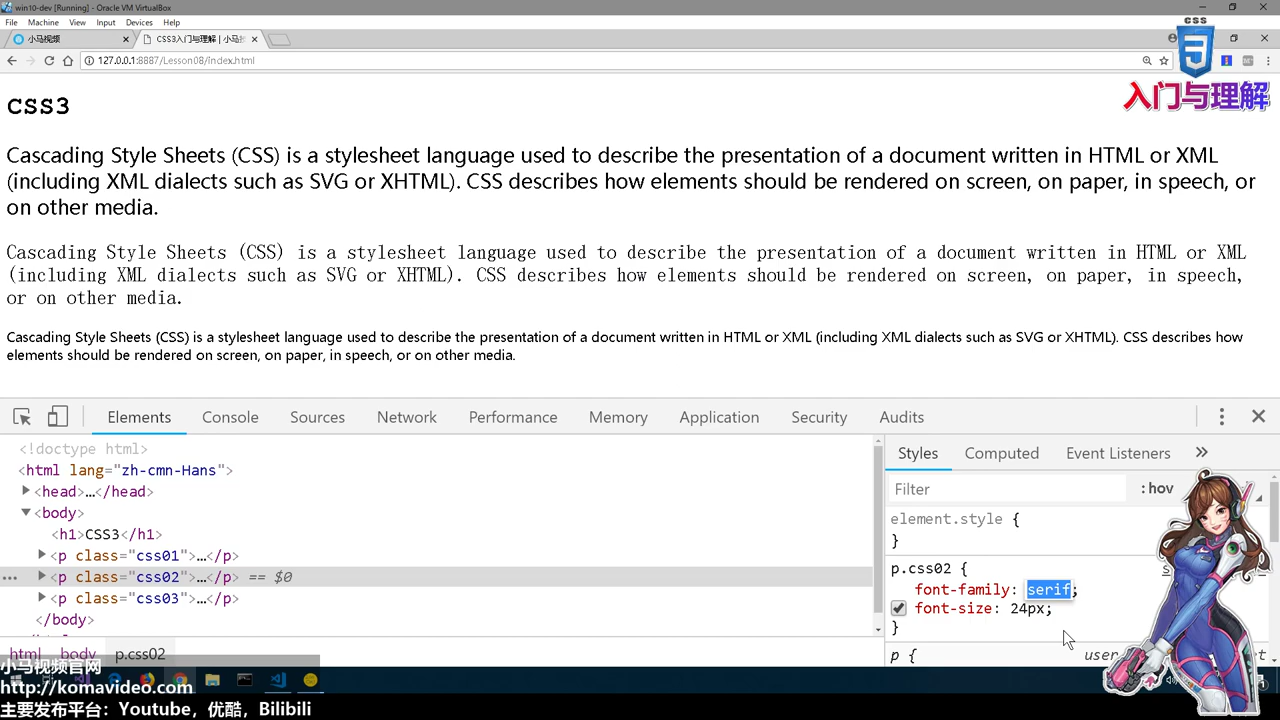 win10-dev [Running] - Oracle VM VirtualBox
File Machine View Input Devices Help
小马视频
CSS3入门与理解 | 小马
127.0.0.1:8887/Lesson08/index.html
CSS
3
入门与理解
CSS3
Cascading Style Sheets (CSS) is a stylesheet language used to describe the presentation of a document written in HTML or XML
(including XML dialects such as SVG or XHTML). CSS describes how elements should be rendered on screen, on paper, in speech, or
on other media.
Cascading Style Sheets (CSS) is a stylesheet language used to describe the presentation of a document written in HTML or XML
(including XML dialects such as SVG or XHTML). CSS describes how elements should be rendered on screen, on paper, in speech,
or on other media.
Cascading Style Sheets (CSS) is a stylesheet language used to describe the presentation of a document written in HTML or XML (including XML dialects such as SVG or XHTML). CSS describes how
elements should be rendered on screen, on paper, in speech, or on other media.
Elements Console Sources Network Performance Memory Application Security Audits
<!doctype html>
<html lang="zh-cmn-Hans">
<head>…</head>
<body>
<h1>CSS3</h1>
<p class="css01">…</p>
<p class="css02">…</p> == $0
<p class="css03">…</p>
</body>
html body p.css02
Styles Computed Event Listeners »
Filter :hov
element.style {
}
p.css02 {
font-family: serif;
font-size: 24px;
}
p { user
小马视频官网
http://komavideo.com
主要发布平台：Youtube，优酷，Bilibili